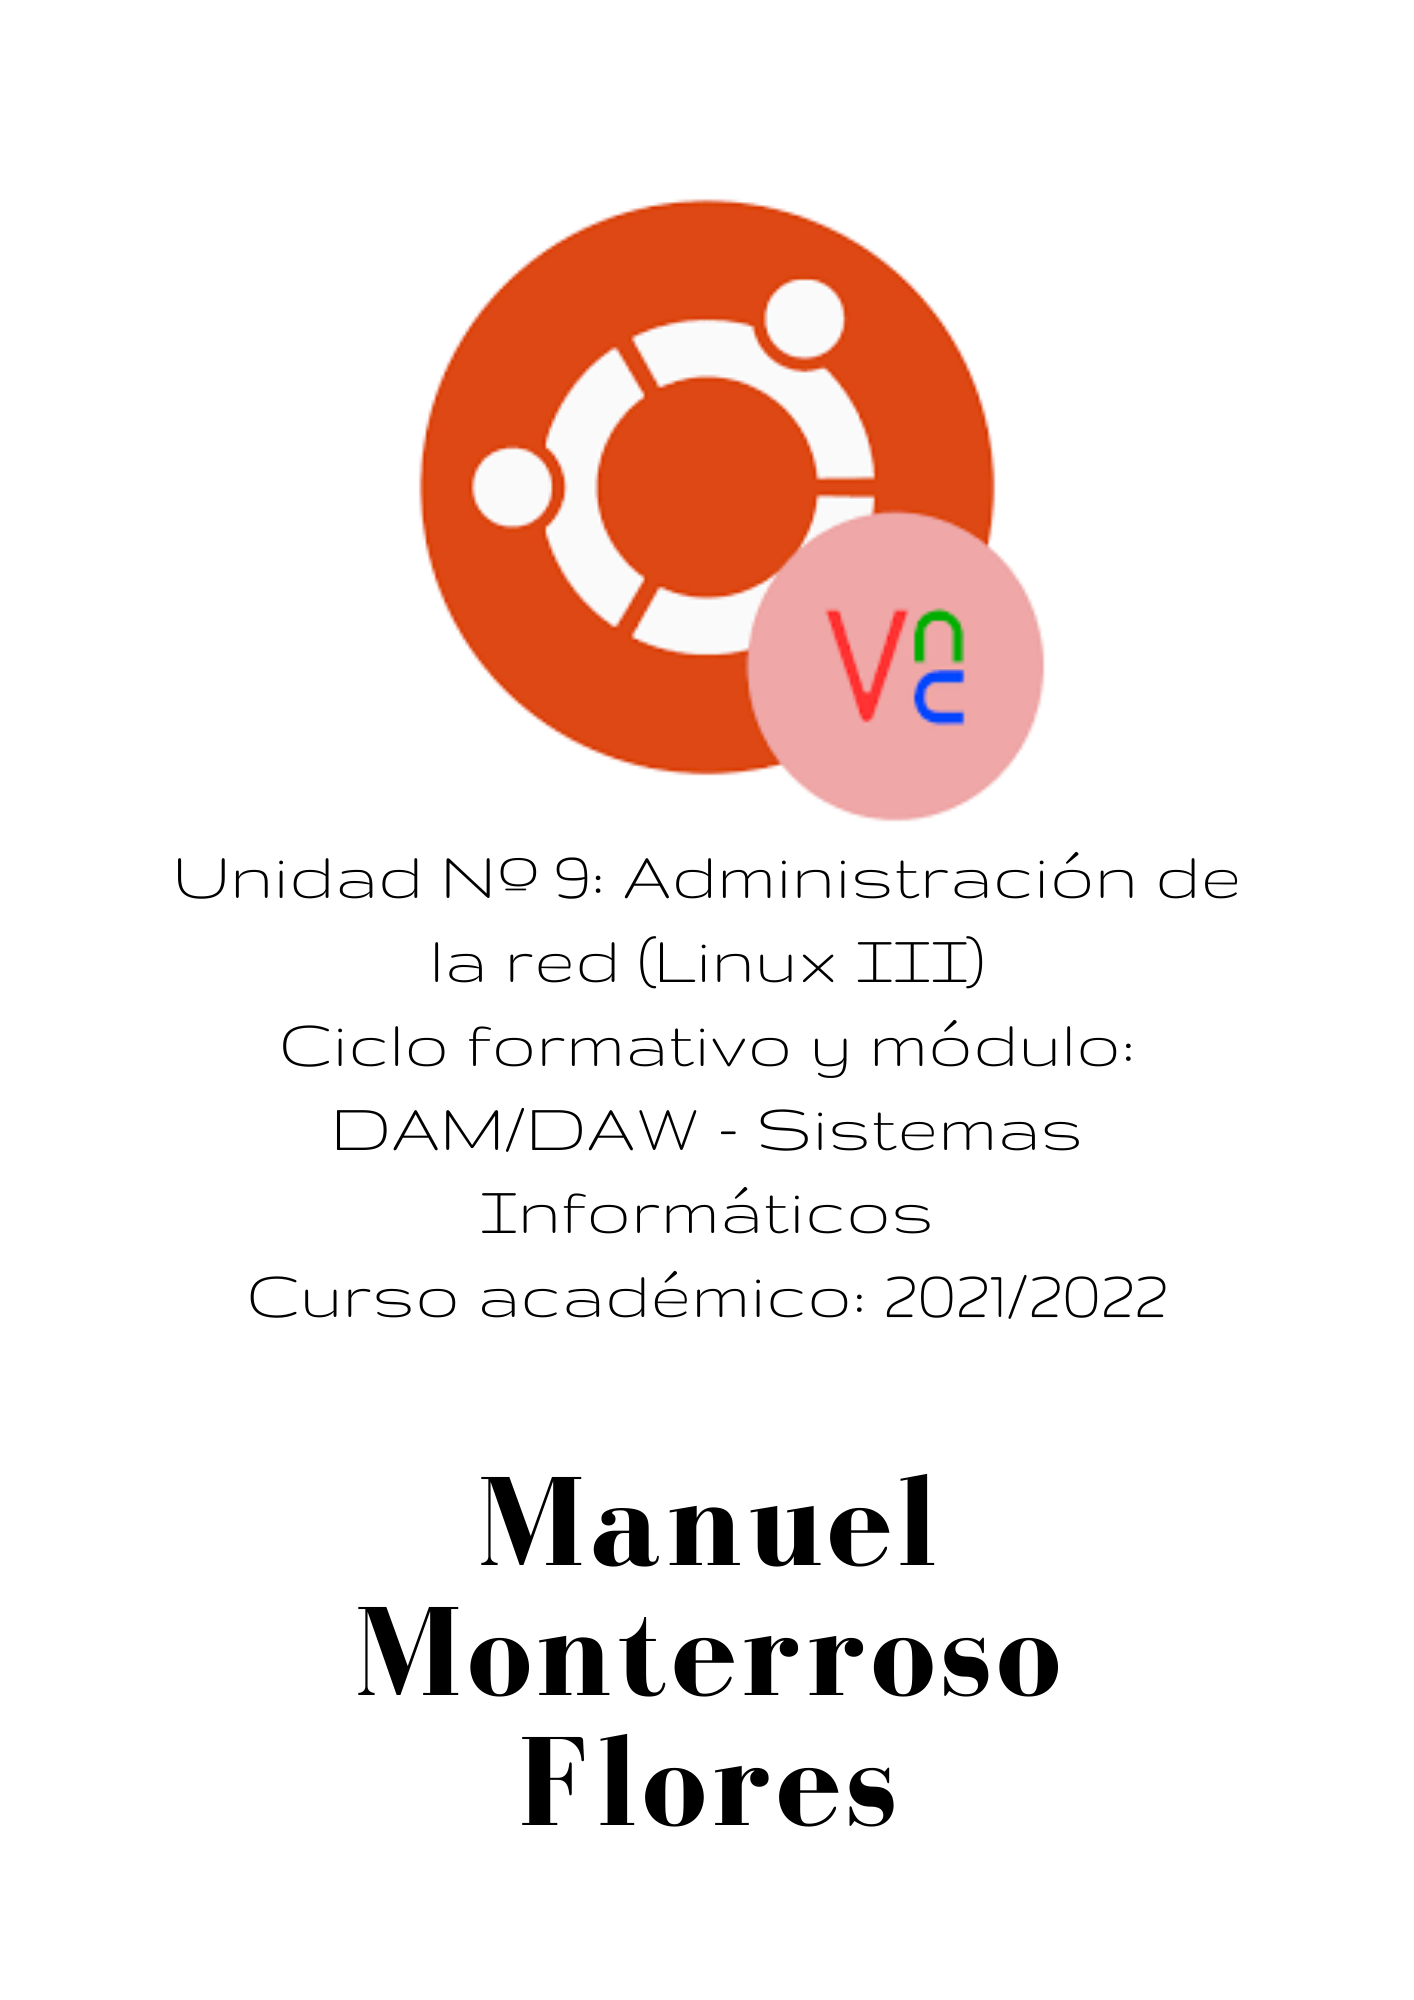 Vnc
Unidad Nº 9: Administración de
la red (Linux III)
Ciclo formativo y módulo:
DAM/DAW - Sistemas
Informáticos
Curso académico: 2021/2022
Manuel
Monterroso
Flores